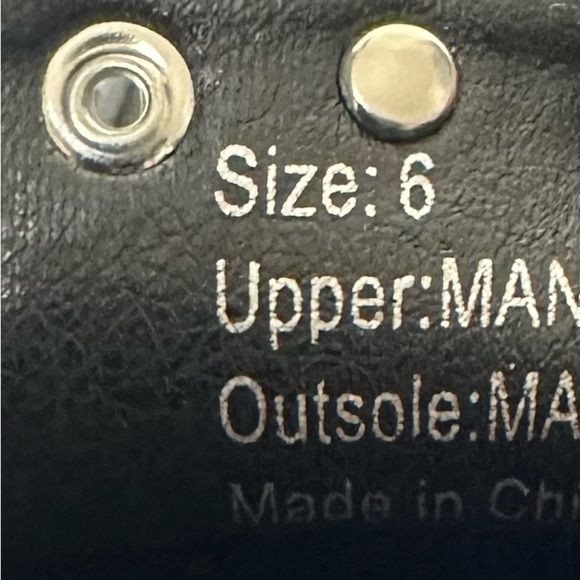 Size: 6
Upper:MAN
Outsole:MA
Made in Chi